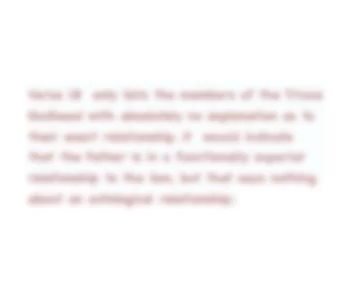 Verse 18 only lists the members of the Triune
Godhead with absolutely no explanation as to
their exact relationship. It would indicate
that the Father is in a functionally superior
relationship to the Son, but that says nothing
about an ontological relationship.